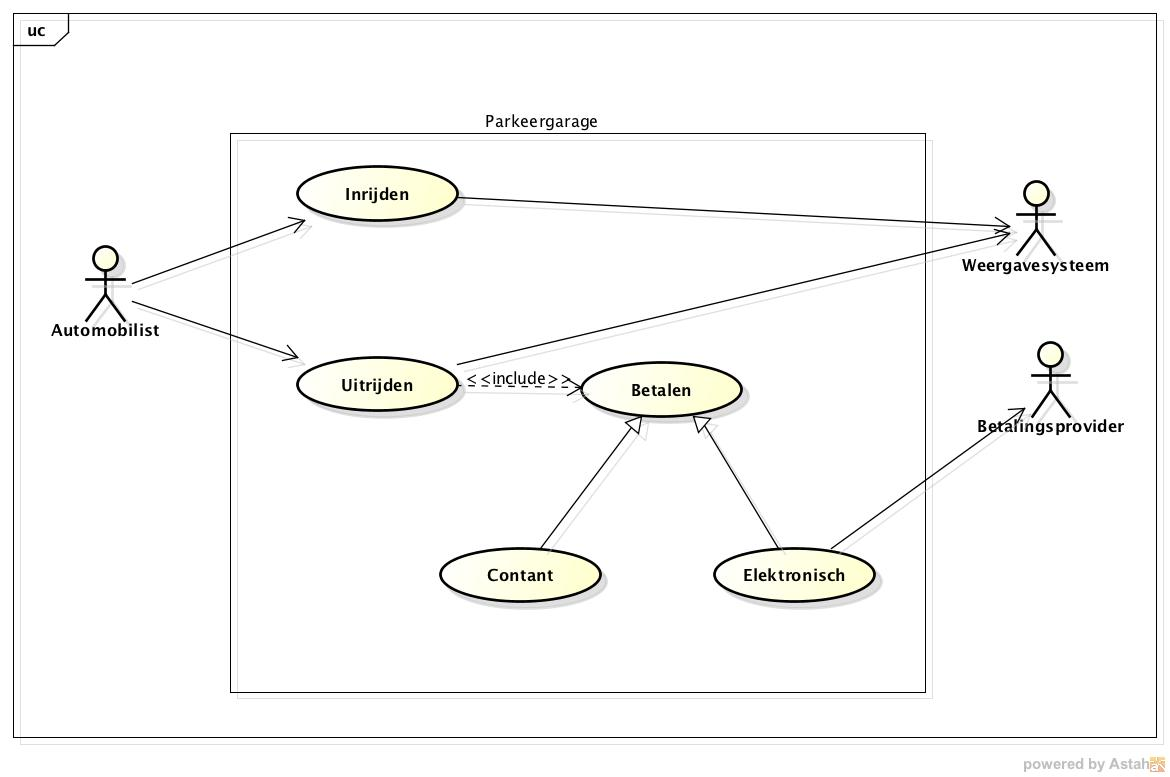 uc
Parkeergarage
Inrijden
Weergavesysteem
Automobilist
Uitrijden
<<include>>
Betalen
Betalingsprovider
Contant
Elektronisch
powered by Astah